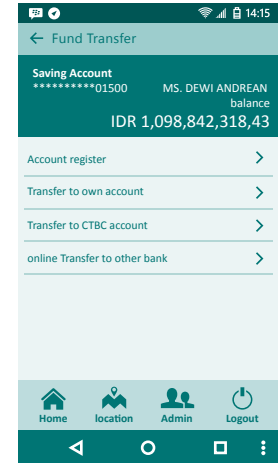 14:15
Fund Transfer
Saving Account
**********01500 MS. DEWI ANDREAN
balance
IDR 1,098,842,318,43
Account register
Transfer to own account
Transfer to CTBC account
online Transfer to other bank
Home location Admin Logout